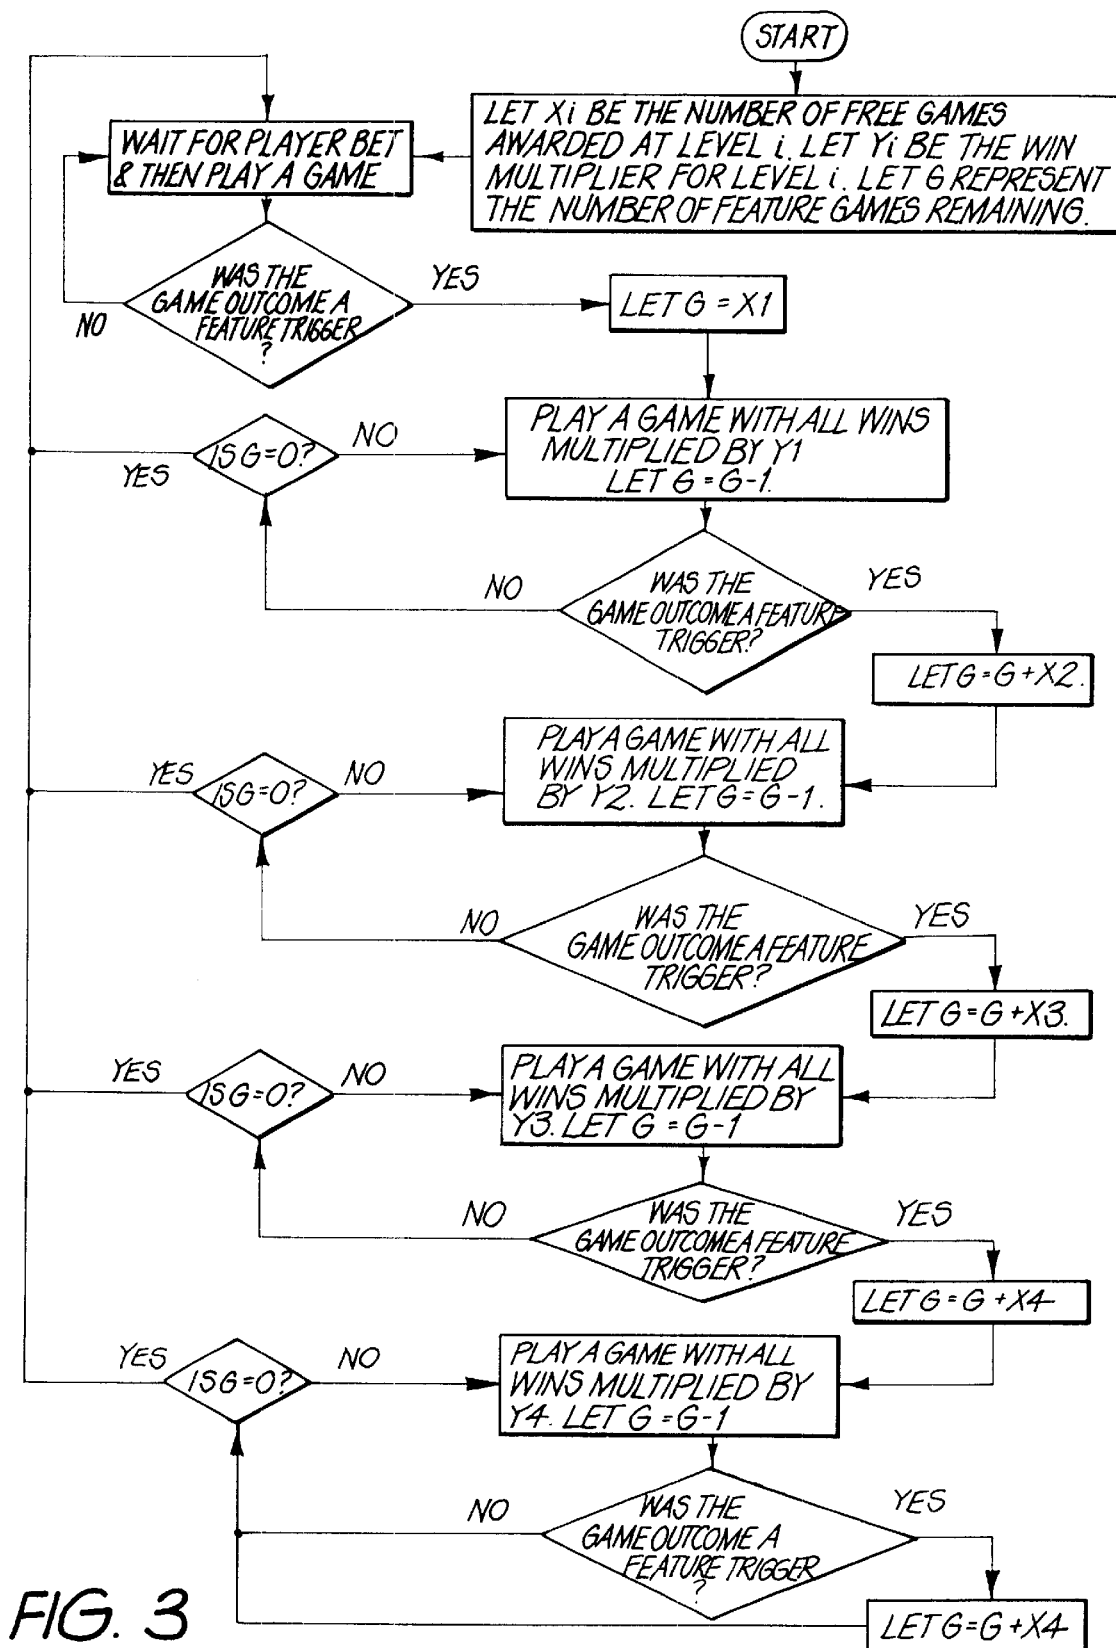 START
LET Xi BE THE NUMBER OF FREE GAMES
AWARDED AT LEVEL i. LET Yi BE THE WIN
MULTIPLIER FOR LEVEL i. LET G REPRESENT
THE NUMBER OF FEATURE GAMES REMAINING.
WAIT FOR PLAYER BET
& THEN PLAY A GAME
WAS THE
GAME OUTCOME A
FEATURE TRIGGER
?
YES
NO
LET G = X1
PLAY A GAME WITH ALL WINS
MULTIPLIED BY Y1
LET G = G-1.
IS G=0?
NO
YES
WAS THE
GAME OUTCOME A FEATURE
TRIGGER?
NO
YES
LET G=G+X2.
PLAY A GAME WITH ALL
WINS MULTIPLIED
BY Y2. LET G=G-1.
YES
IS G=0?
NO
WAS THE
GAME OUTCOME A FEATURE
TRIGGER?
NO
YES
LET G=G+X3.
PLAY A GAME WITH ALL
WINS MULTIPLIED BY
Y3. LET G = G-1
YES
IS G=0?
NO
WAS THE
GAME OUTCOME A FEATURE
TRIGGER?
NO
YES
LET G=G+X4
PLAY A GAME WITH ALL
WINS MULTIPLIED BY
Y4. LET G=G-1
YES
IS G=0?
NO
WAS THE
GAME OUTCOME A
FEATURE TRIGGER
?
NO
YES
LET G=G+X4
FIG. 3